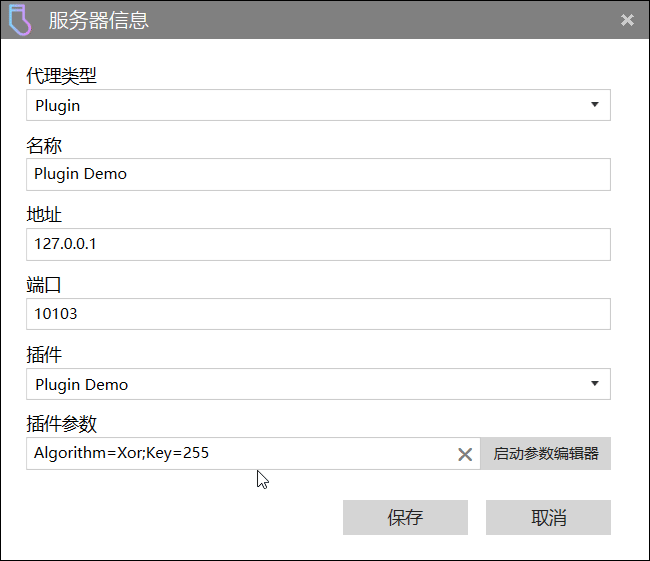 服务器信息
代理类型
Plugin
名称
Plugin Demo
地址
127.0.0.1
端口
10103
插件
Plugin Demo
插件参数
Algorithm=Xor;Key=255
启动参数编辑器
保存
取消